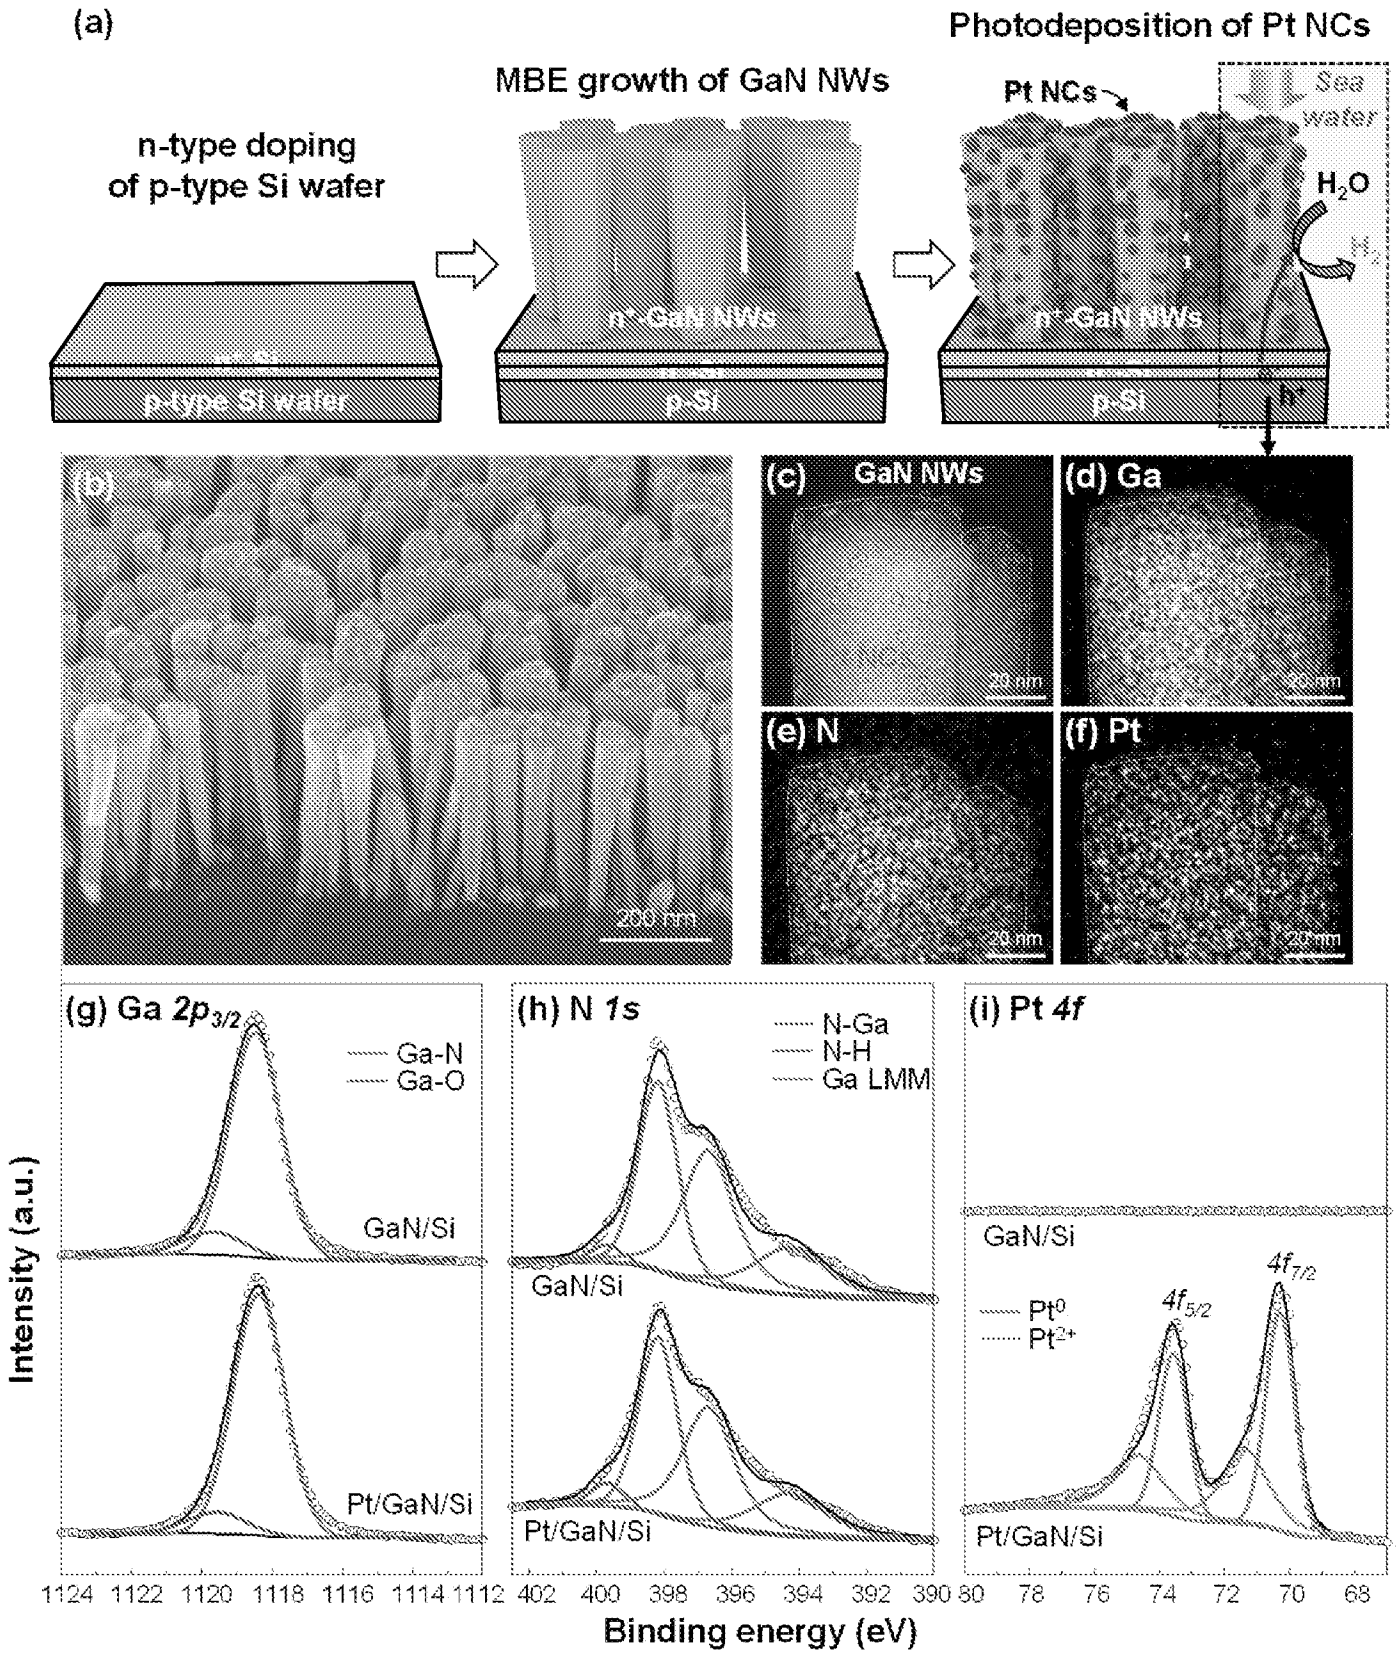 (a)
Photodeposition of Pt NCs
MBE growth of GaN NWs
Pt NCs
Sea
water
n-type doping
of p-type Si wafer
H₂O
H₂
n⁺-GaN NWs
n⁺-GaN NWs
p-type Si wafer
p-Si
p-Si
h⁺
(b)
200 nm
(c)
GaN NWs
20 nm
(d) Ga
20 nm
(e) N
20 nm
(f) Pt
20 nm
(g) Ga 2p3/2
Ga-N
Ga-O
GaN/Si
Pt/GaN/Si
(h) N 1s
N-Ga
N-H
Ga LMM
GaN/Si
Pt/GaN/Si
(i) Pt 4f
GaN/Si
4f7/2
4f5/2
Pt⁰
Pt²⁺
Pt/GaN/Si
Intensity (a.u.)
1124 1122 1120 1118 1116 1114 1112
402 400 398 396 394 392 390
80 78 76 74 72 70 68
Binding energy (eV)